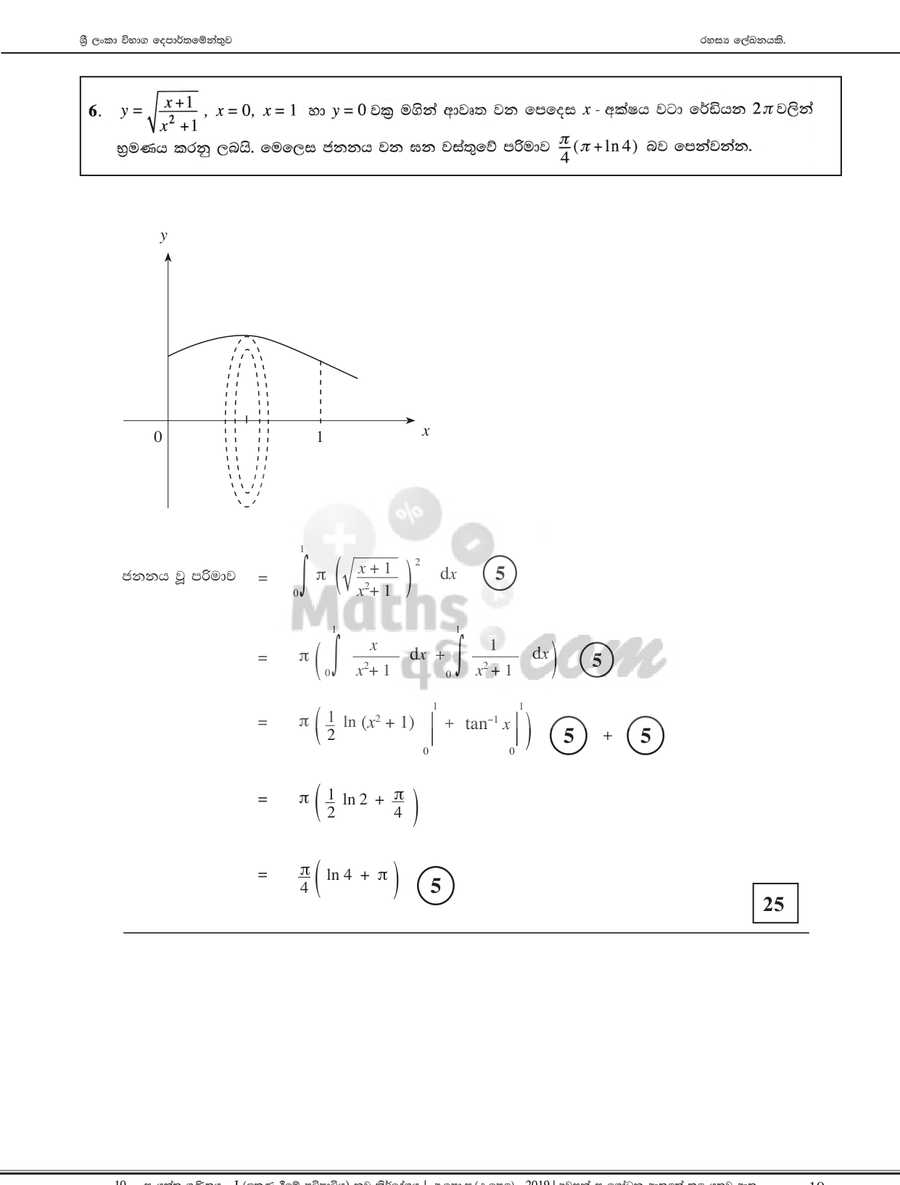 ශ්‍රී ලංකා විභාග දෙපාර්තමේන්තුව රහස්‍ය ලේඛනයකි.
6. y = √((x+1)/(x² +1)) , x = 0, x = 1 හා y = 0 වක්‍ර මගින් ආවෘත වන පෙදෙස x - අක්ෂය වටා රේඩියන 2π වලින්
භ්‍රමණය කරනු ලබයි. මෙලෙස ජනනය වන ඝන වස්තුවේ පරිමාව π/4 (π + ln 4) බව පෙන්වන්න.
y
0 1 x
ජනනය වූ පරිමාව = ∫₀¹ π (√((x + 1)/(x²+ 1)))² dx 5
Maths
= π (∫₀¹ x/(x²+ 1) dx + ∫₀¹ 1/(x² + 1) dx) 5
අපි .com
= π (1/2 ln (x² + 1) |₀¹ + tan⁻¹ x |₀¹) 5 + 5
= π (1/2 ln 2 + π/4)
= π/4 (ln 4 + π) 5
25